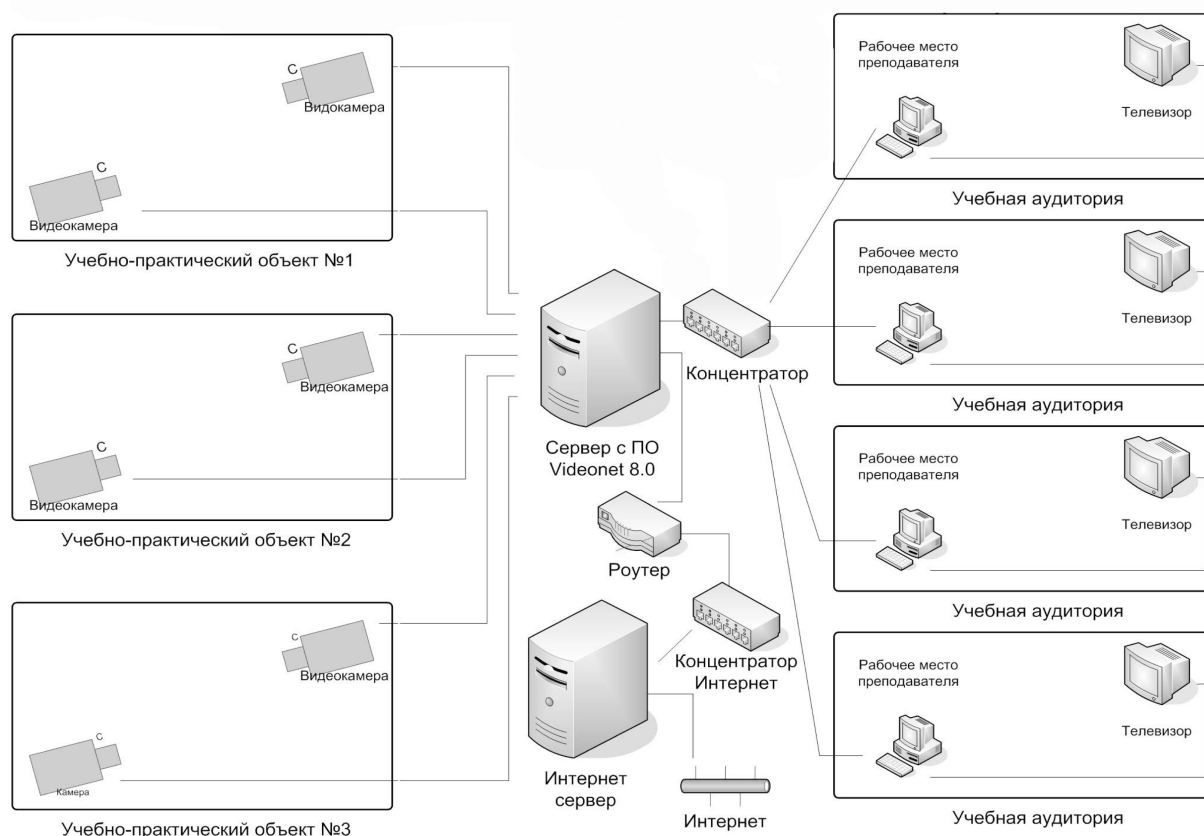 С
Видокамера
С
Видеокамера
Учебно-практический объект №1
С
Видеокамера
С
Видеокамера
Учебно-практический объект №2
С
Видеокамера
С
Камера
Учебно-практический объект №3
Сервер с ПО
Videonet 8.0
Концентратор
Роутер
Концентратор
Интернет
Интернет
сервер
Интернет
Рабочее место
преподавателя
Телевизор
Учебная аудитория
Рабочее место
преподавателя
Телевизор
Учебная аудитория
Рабочее место
преподавателя
Телевизор
Учебная аудитория
Рабочее место
преподавателя
Телевизор
Учебная аудитория